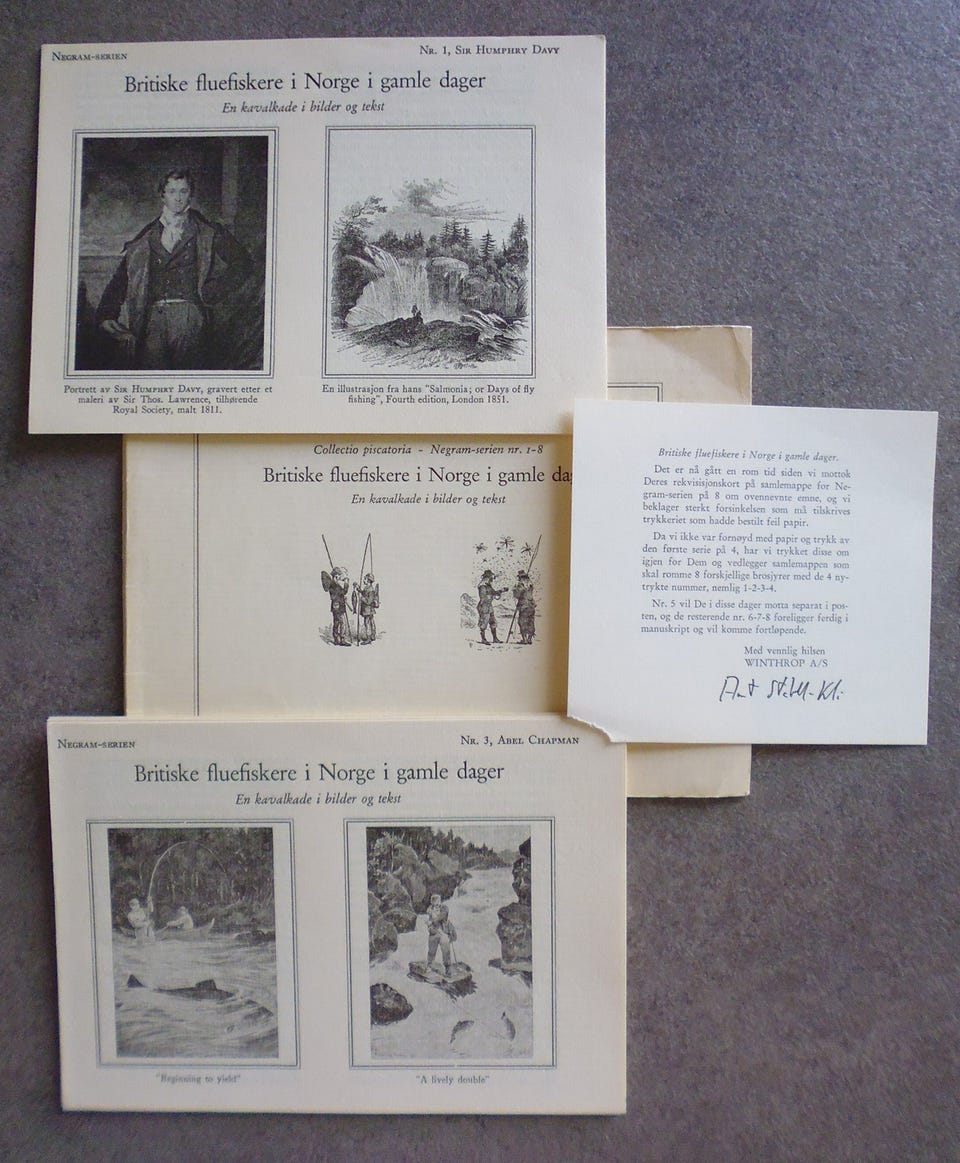 Negram-serien
Nr. 1, Sir Humphry Davy
Britiske fluefiskere i Norge i gamle dager
En kavalkade i bilder og tekst
Portrett av Sir Humphry Davy, gravert etter et
maleri av Sir Thos. Lawrence, tilhørende
Royal Society, malt 1811.
En illustrasjon fra hans "Salmonia; or Days of fly
fishing", Fourth edition, London 1851.
Collectio piscatoria - Negram-serien nr. 1-8
Britiske fluefiskere i Norge i gamle da
En kavalkade i bilder og tekst
Britiske fluefiskere i Norge i gamle dager.
Det er nå gått en rom tid siden vi mottok
Deres rekvisisjonskort på samlemappe for Ne-
gram-serien på 8 om ovennevnte emne, og vi
beklager sterkt forsinkelsen som må tilskrives
trykkeriet som hadde bestilt feil papir.
Da vi ikke var fornøyd med papir og trykk av
den første serie på 4, har vi trykket disse om
igjen for Dem og vedlegger samlemappen som
skal romme 8 forskjellige brosjyrer med de 4 ny-
trykte nummer, nemlig 1-2-3-4.
Nr. 5 vil De i disse dager motta separat i pos-
ten, og de resterende nr. 6-7-8 foreligger ferdig i
manuskript og vil komme fortløpende.
Med vennlig hilsen
WINTHROP A/S
Negram-serien
Nr. 3, Abel Chapman
Britiske fluefiskere i Norge i gamle dager
En kavalkade i bilder og tekst
"Beginning to yield"
"A lively double"